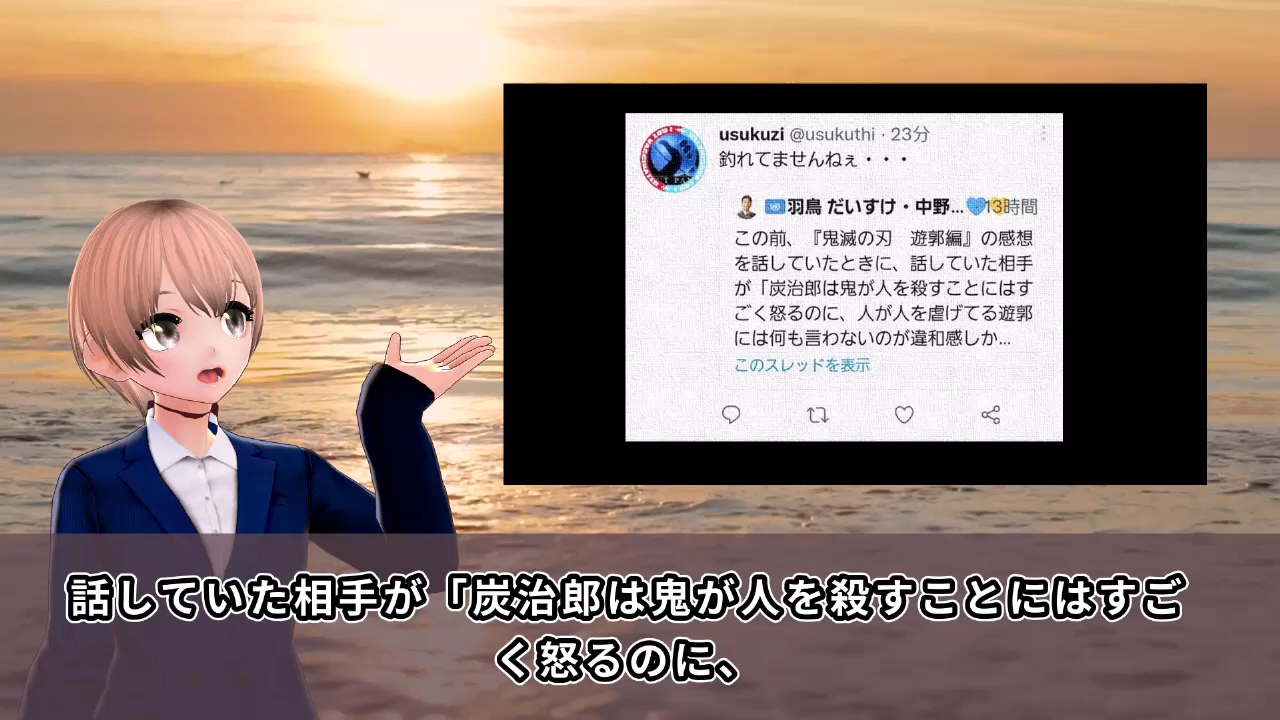 usukuzi @usukuthi · 23分
釣れてませんねぇ・・・
羽鳥 だいすけ・中野... 13時間
この前、『鬼滅の刃　遊郭編』の感想
を話していたときに、話していた相手
が「炭治郎は鬼が人を殺すことにはす
ごく怒るのに、人が人を虐げてる遊郭
には何も言わないのが違和感しか...
このスレッドを表示
話していた相手が「炭治郎は鬼が人を殺すことにはすご
く怒るのに、